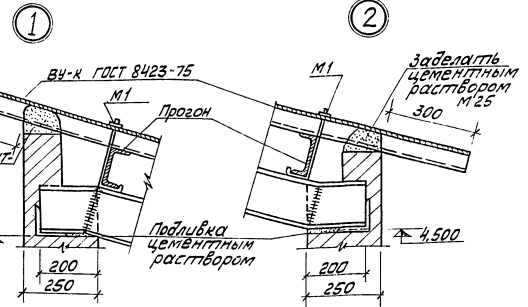 1
2
ВУ-К ГОСТ 8423-75
М1
Прогон
М1
Заделать
цементным
раствором
М25
300
Подливка
цементным
раствором
4,500
200
250
200
250